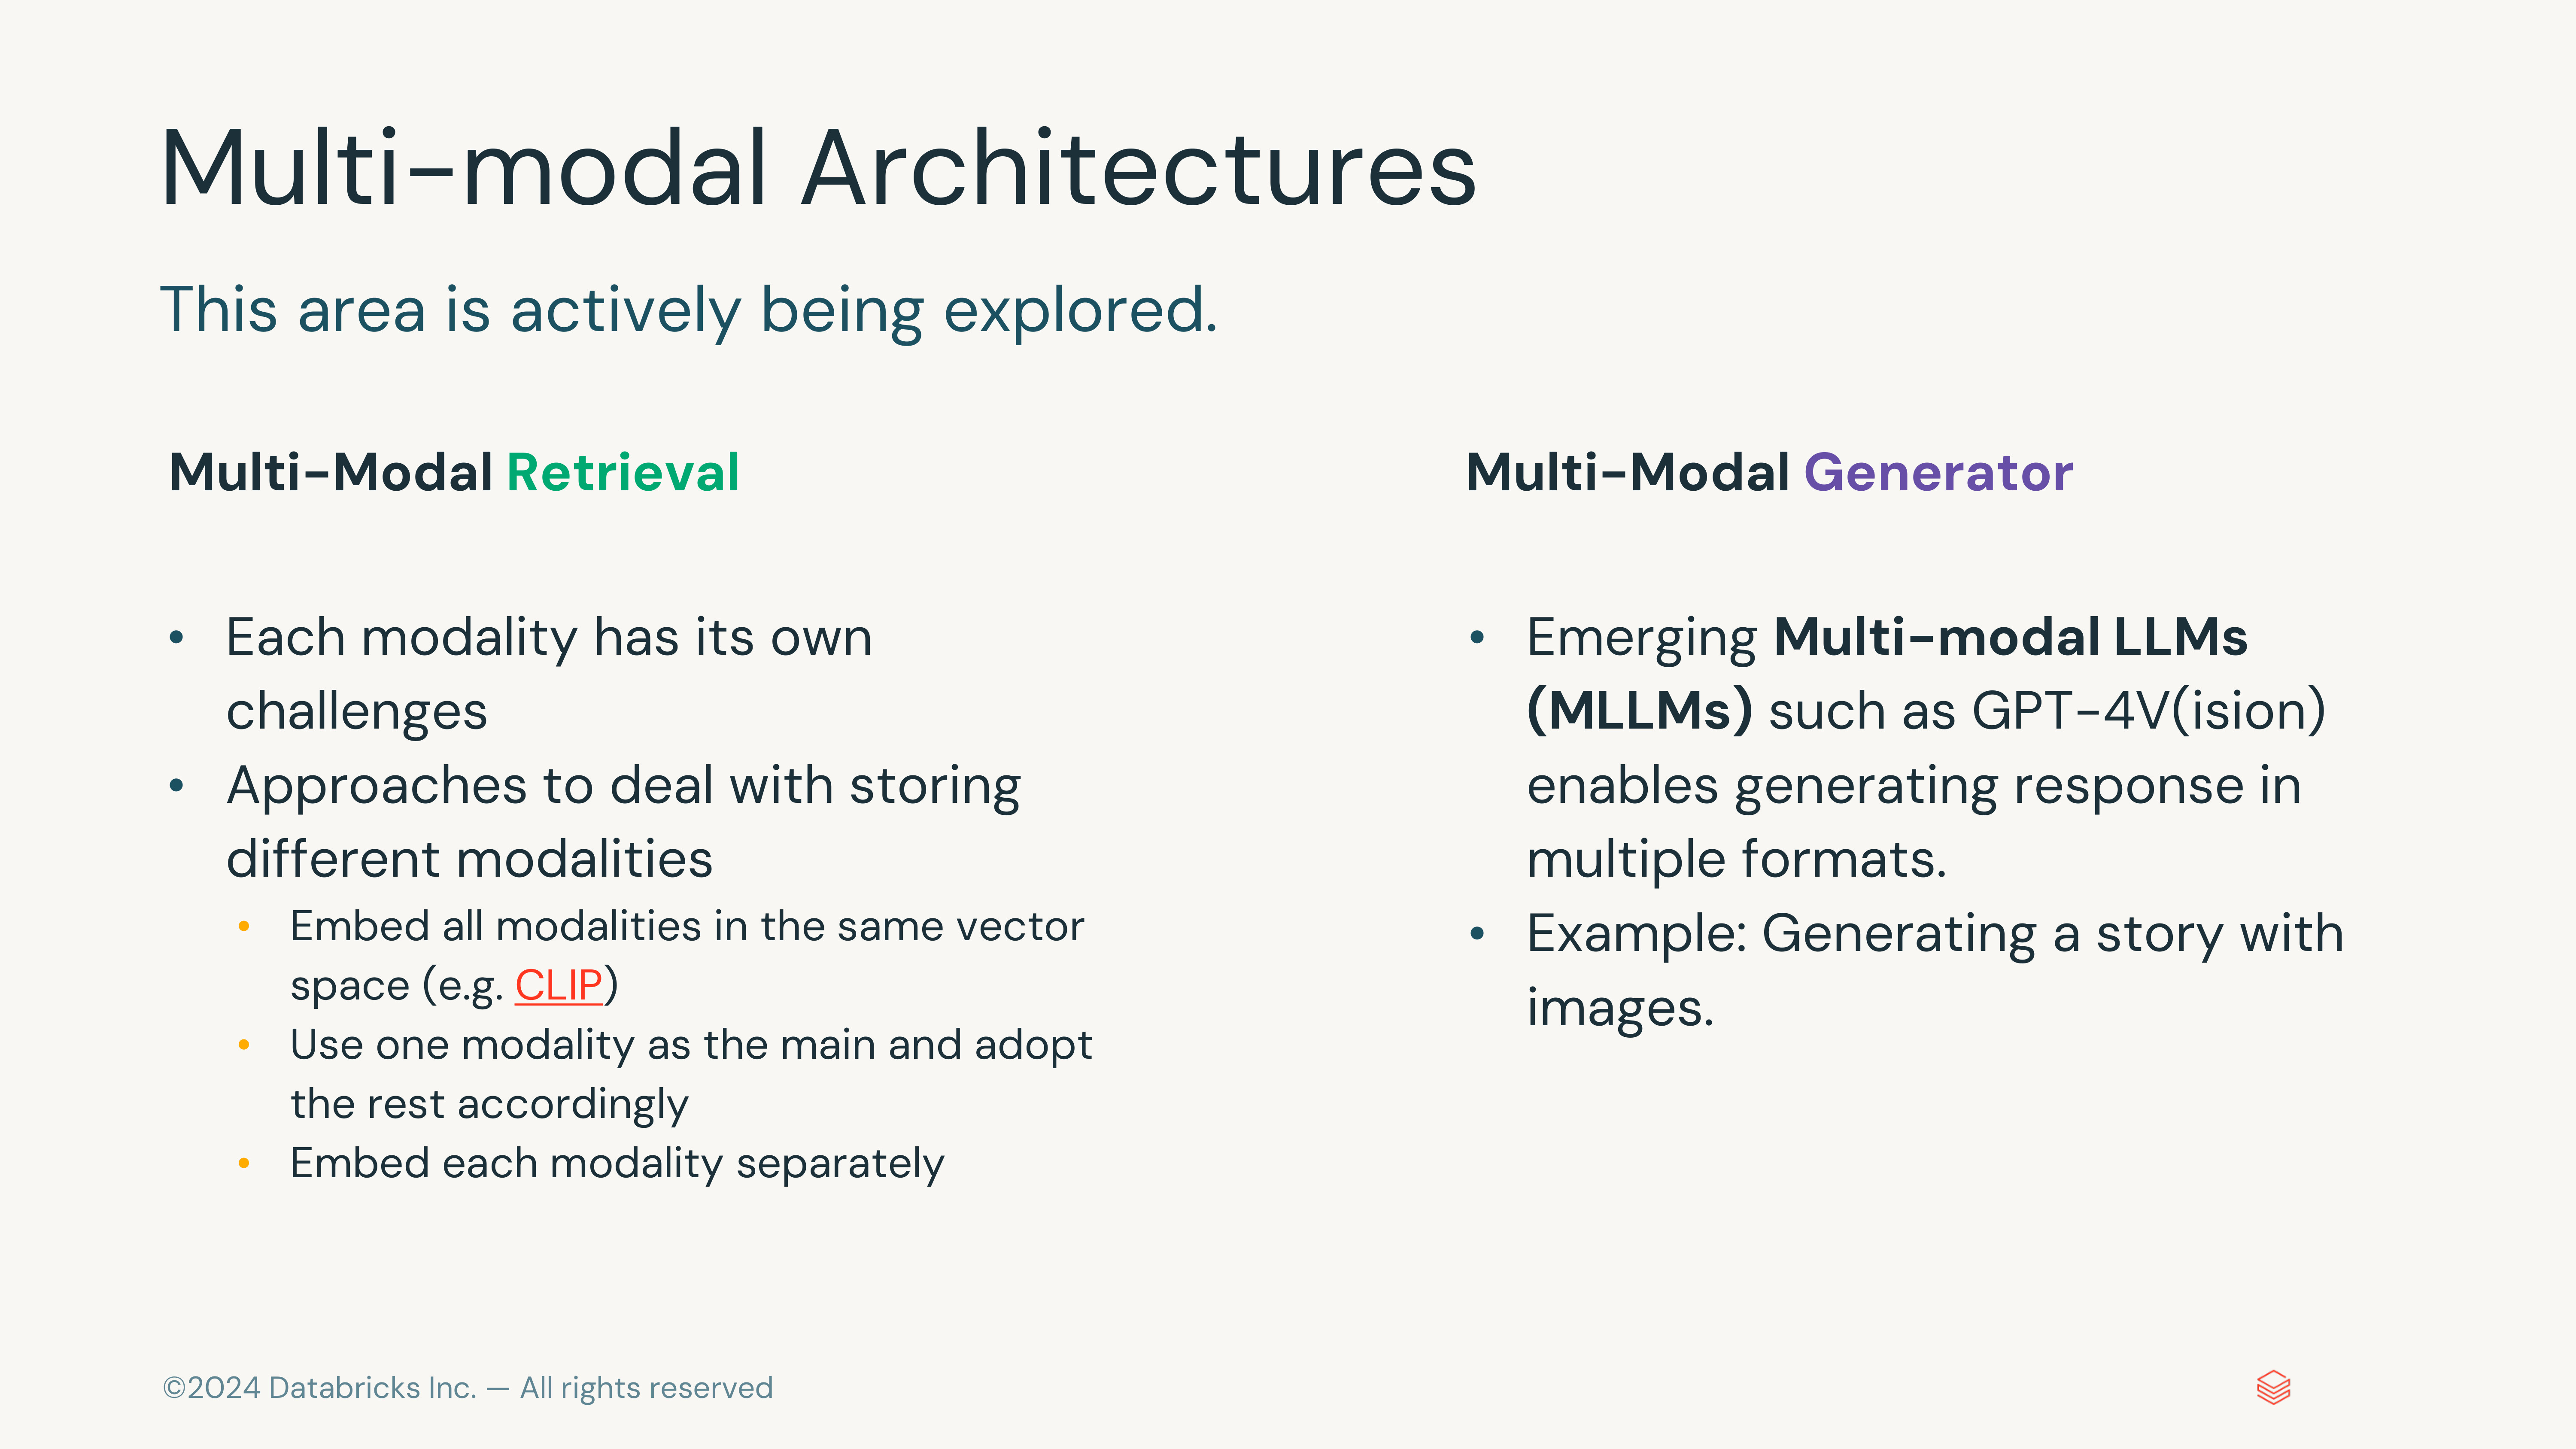 Multi-modal Architectures
This area is actively being explored.
Multi-Modal Retrieval
• Each modality has its own
challenges
• Approaches to deal with storing
different modalities
• Embed all modalities in the same vector
space (e.g. CLIP)
• Use one modality as the main and adopt
the rest accordingly
• Embed each modality separately
Multi-Modal Generator
• Emerging Multi-modal LLMs
(MLLMs) such as GPT-4V(ision)
enables generating response in
multiple formats.
• Example: Generating a story with
images.
©2024 Databricks Inc. — All rights reserved